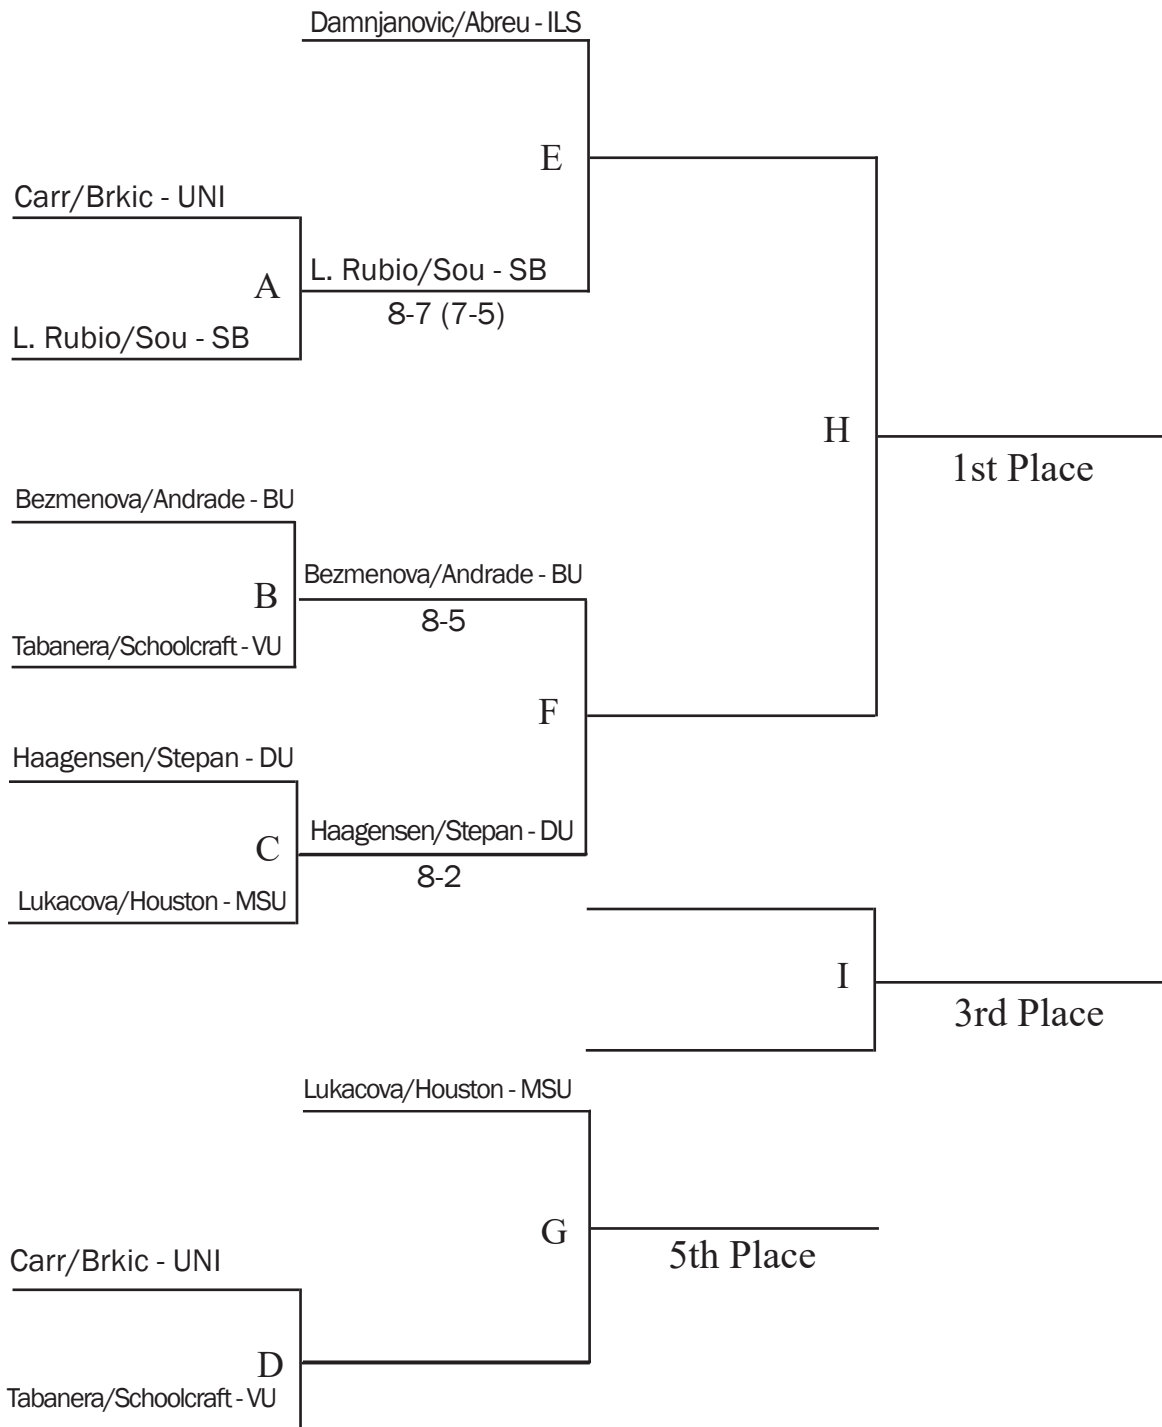 Damnjanovic/Abreu - ILS
E
Carr/Brkic - UNI
A
L. Rubio/Sou - SB
8-7 (7-5)
L. Rubio/Sou - SB
H
1st Place
Bezmenova/Andrade - BU
B
Bezmenova/Andrade - BU
8-5
Tabanera/Schoolcraft - VU
F
Haagensen/Stepan - DU
C
Haagensen/Stepan - DU
8-2
Lukacova/Houston - MSU
I
3rd Place
Lukacova/Houston - MSU
G
5th Place
Carr/Brkic - UNI
D
Tabanera/Schoolcraft - VU